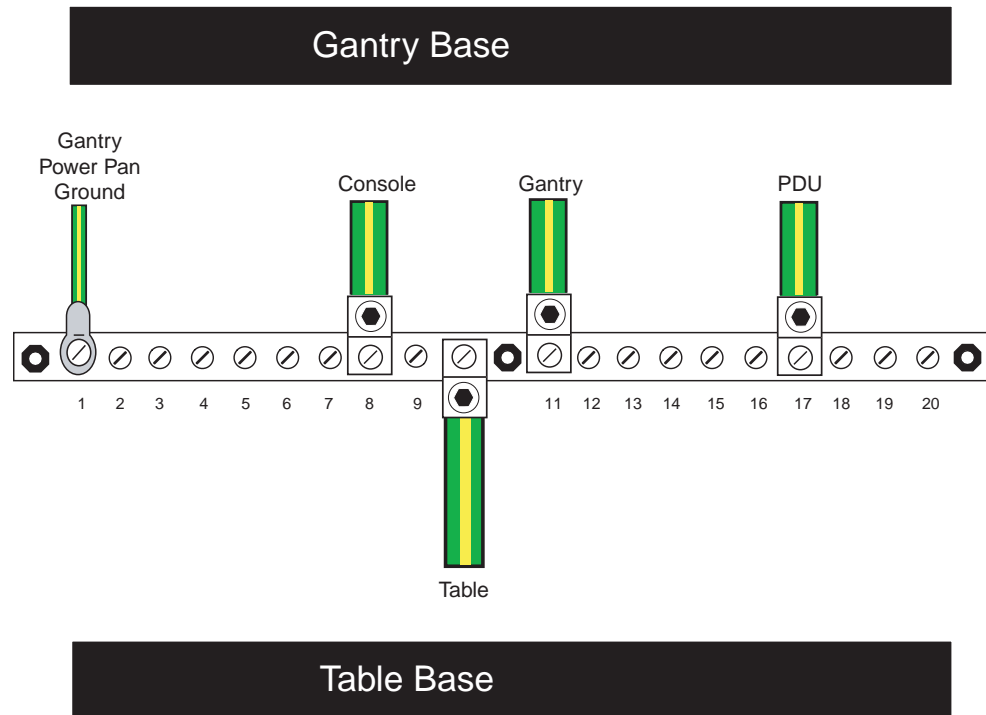 Gantry Base
Gantry
Power Pan
Ground
Console
Gantry
PDU
1 2 3 4 5 6 7 8 9 11 12 13 14 15 16 17 18 19 20
Table
Table Base